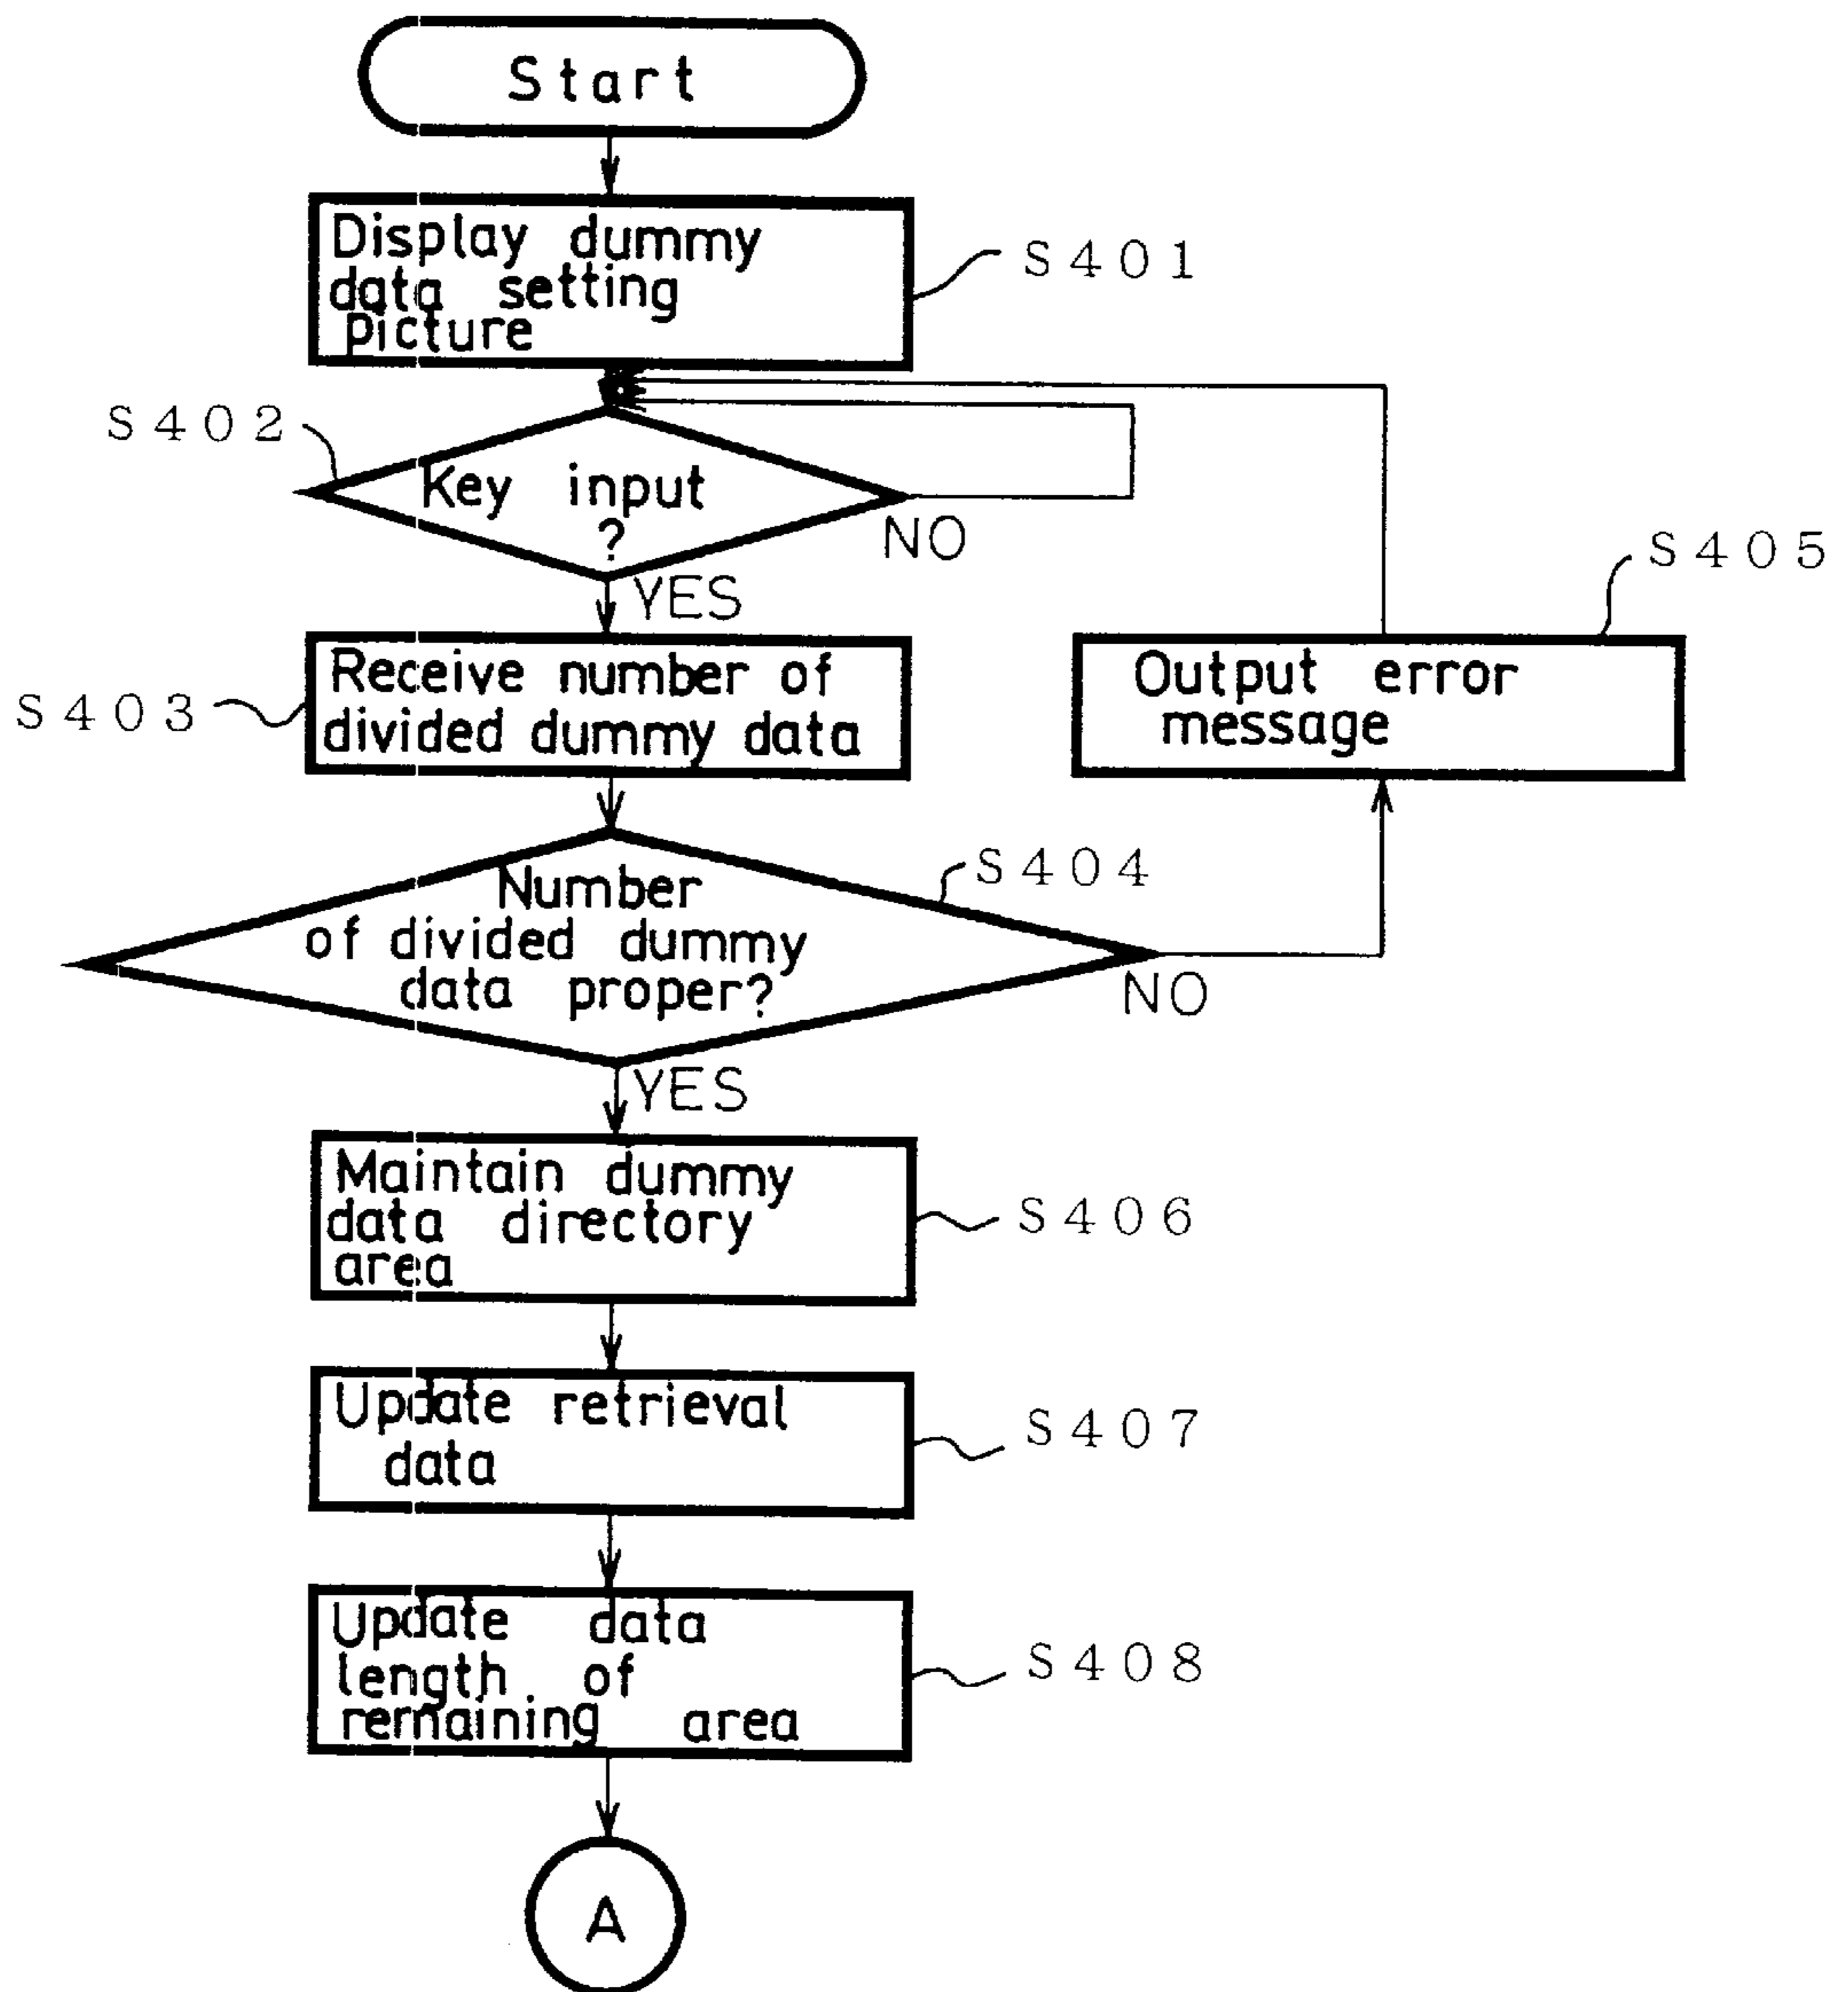 Start
Display dummy
data setting
picture
S401
S402
Key input
?
NO
YES
S405
Receive number of
divided dummy data
S403
Output error
message
S404
Number
of divided dummy
data proper?
NO
YES
Maintain dummy
data directory
area
S406
Update retrieval
data
S407
Update data
length of
remaining area
S408
A